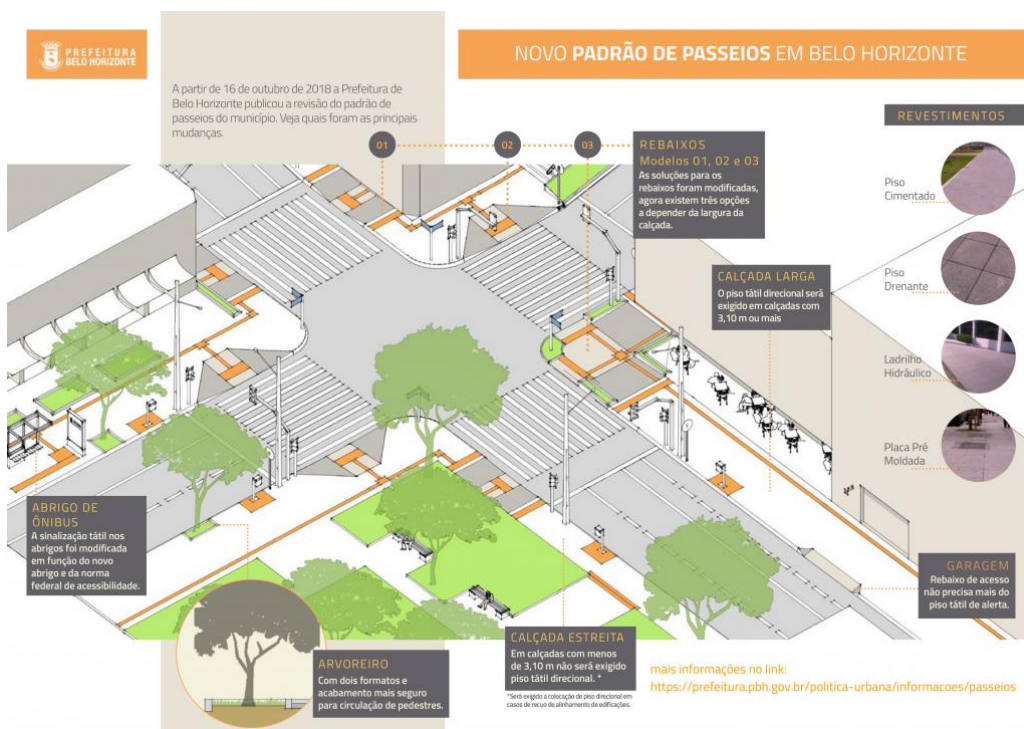 PREFEITURA
BELO HORIZONTE
NOVO PADRÃO DE PASSEIOS EM BELO HORIZONTE
A partir de 16 de outubro de 2018 a Prefeitura de
Belo Horizonte publicou a revisão do padrão de
passeios do município. Veja quais foram as principais
mudanças.
01
02
03
REBAIXOS
Modelos 01, 02 e 03
As soluções para os
rebaixos foram modificadas,
agora existem três opções
a depender da largura da
calçada.
REVESTIMENTOS
Piso
Cimentado
Piso
Drenante
Ladrilho
Hidráulico
Placa Pré
Moldada
CALÇADA LARGA
O piso tátil direcional será
exigido em calçadas com
3,10 m ou mais
ABRIGO DE
ÔNIBUS
A sinalização tátil nos
abrigos foi modificada
em função do novo
abrigo e da norma
federal de acessibilidade.
GARAGEM
Rebaixo de acesso
não precisa mais do
piso tátil de alerta.
ARVOREIRO
Com dois formatos e
acabamento mais seguro
para circulação de pedestres.
CALÇADA ESTREITA
Em calçadas com menos
de 3,10 m não será exigido
piso tátil direcional. *
*Será exigido a colocação de piso direcional em
casos de recuo de alinhamento de edificações.
mais informações no link:
https://prefeitura.pbh.gov.br/politica-urbana/informacoes/passeios